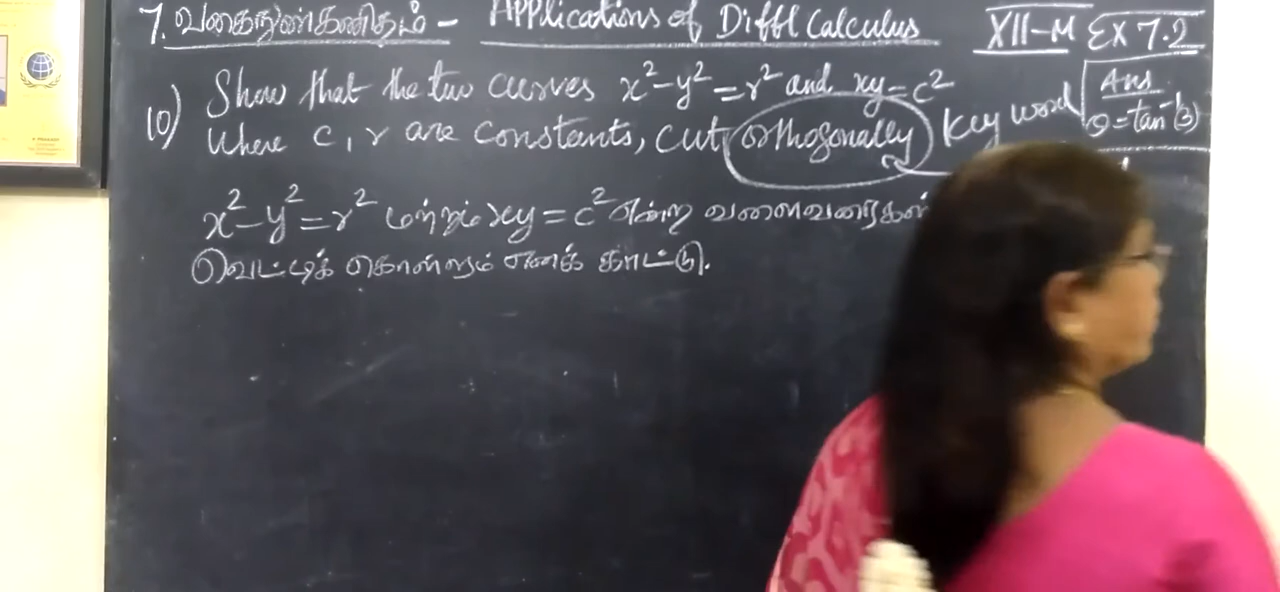 7. வகைநுண்கணிதம் - Applications of Diffl Calculus XII-M EX 7.2
10) Show that the two curves x²-y²=r² and xy=c²
Where c, r are constants, cut orthogonally Key word
Ans
θ=tan⁻¹(3)
x²-y²=r² மற்றும் xy=c² என்ற வளைவரைகள்
வெட்டிக் கொள்ளும் எனக் காட்டு.